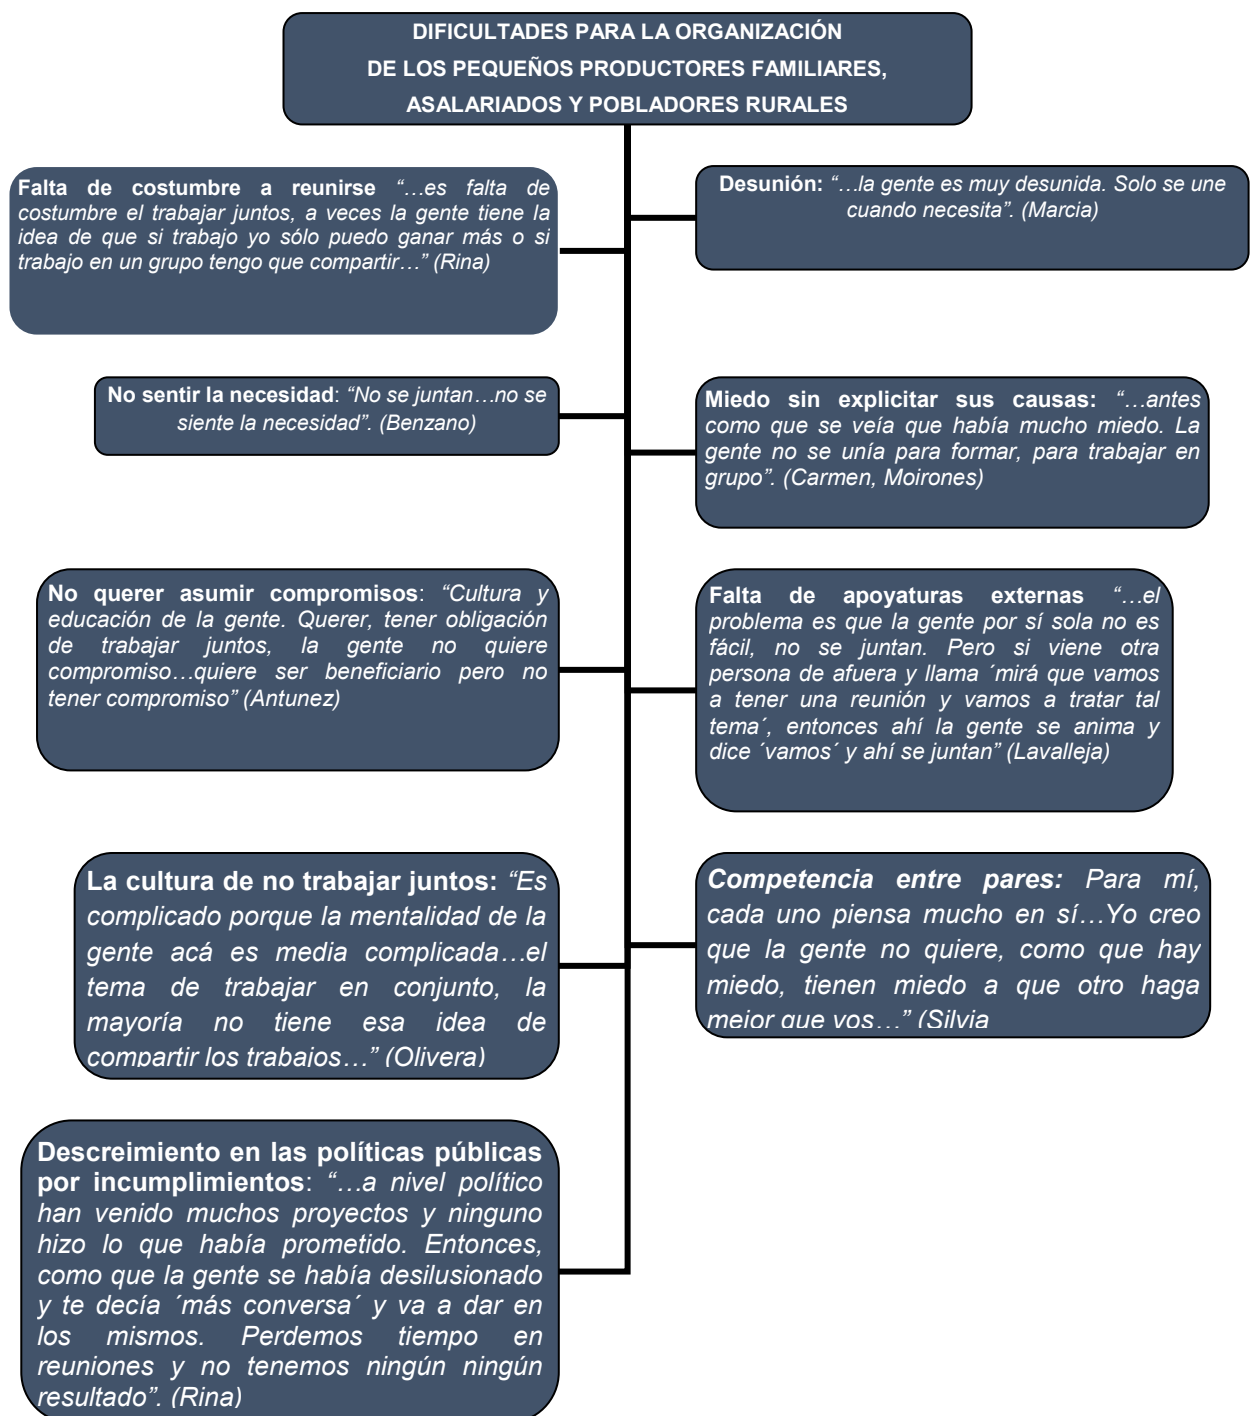 DIFICULTADES PARA LA ORGANIZACIÓN
DE LOS PEQUEÑOS PRODUCTORES FAMILIARES,
ASALARIADOS Y POBLADORES RURALES
Falta de costumbre a reunirse “…es falta de
costumbre el trabajar juntos, a veces la gente tiene la
idea de que si trabajo yo sólo puedo ganar más o si
trabajo en un grupo tengo que compartir…” (Rina)
Desunión: “…la gente es muy desunida. Solo se une
cuando necesita”. (Marcia)
No sentir la necesidad: “No se juntan…no se
siente la necesidad”. (Benzano)
Miedo sin explicitar sus causas: “…antes
como que se veía que había mucho miedo. La
gente no se unía para formar, para trabajar en
grupo”. (Carmen, Moirones)
No querer asumir compromisos: “Cultura y
educación de la gente. Querer, tener obligación
de trabajar juntos, la gente no quiere
compromiso…quiere ser beneficiario pero no
tener compromiso” (Antunez)
Falta de apoyaturas externas “…el
problema es que la gente por sí sola no es
fácil, no se juntan. Pero si viene otra
persona de afuera y llama ´mirá que vamos
a tener una reunión y vamos a tratar tal
tema´, entonces ahí la gente se anima y
dice ´vamos´ y ahí se juntan” (Lavalleja)
La cultura de no trabajar juntos: “Es
complicado porque la mentalidad de la
gente acá es media complicada…el
tema de trabajar en conjunto, la
mayoría no tiene esa idea de
compartir los trabajos…” (Olivera)
Competencia entre pares: Para mí,
cada uno piensa mucho en sí…Yo creo
que la gente no quiere, como que hay
miedo, tienen miedo a que otro haga
mejor que vos…” (Silvia
Descreimiento en las políticas públicas
por incumplimientos: “…a nivel político
han venido muchos proyectos y ninguno
hizo lo que había prometido. Entonces,
como que la gente se había desilusionado
y te decía ´más conversa´ y va a dar en
los mismos. Perdemos tiempo en
reuniones y no tenemos ningún ningún
resultado”. (Rina)